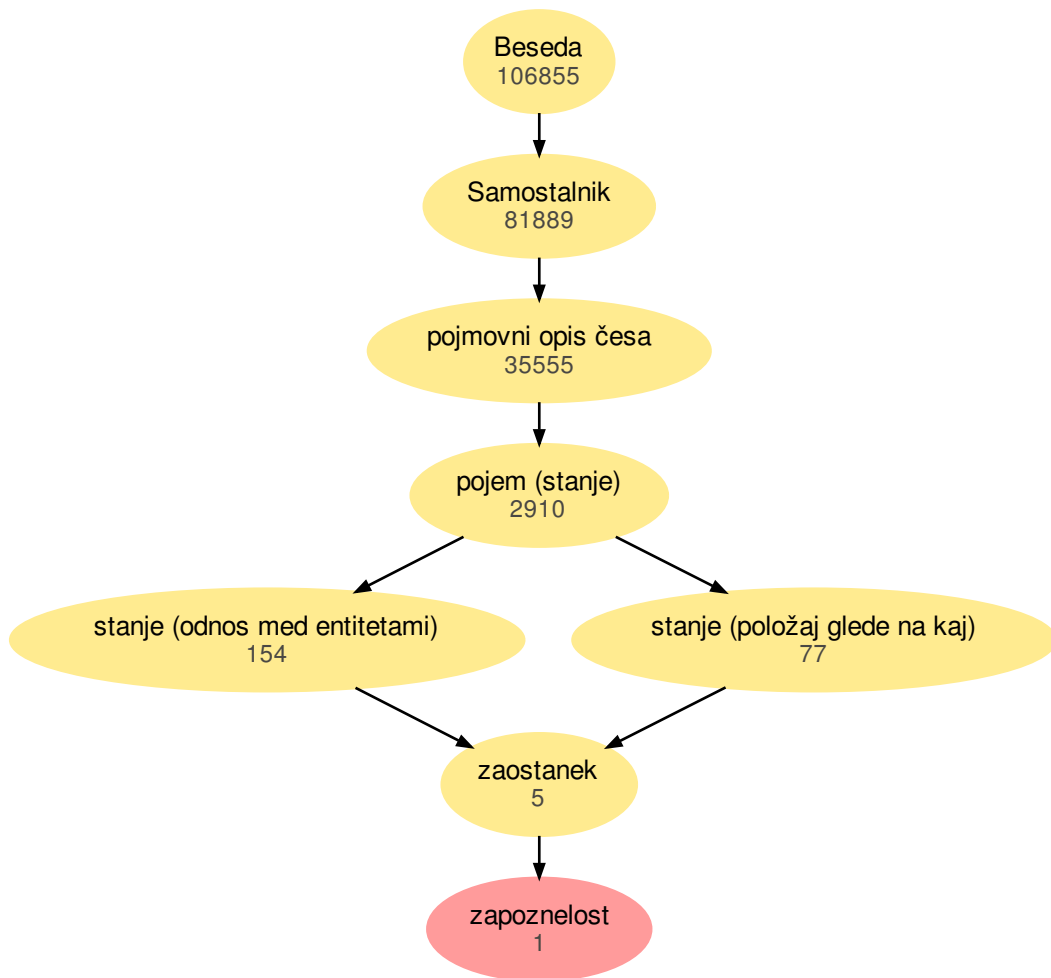 Beseda
106855
Samostalnik
81889
pojmovni opis česa
35555
pojem (stanje)
2910
stanje (odnos med entitetami)
154
stanje (položaj glede na kaj)
77
zaostanek
5
zapoznelost
1